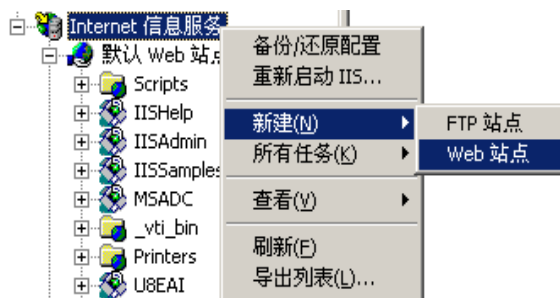 Internet 信息服务
默认 Web 站点
Scripts
IISHelp
IISAdmin
IISSamples
MSADC
_vti_bin
Printers
U8EAI
备份/还原配置
重新启动 IIS...
新建(N)
所有任务(K)
查看(V)
刷新(F)
导出列表(L)...
FTP 站点
Web 站点